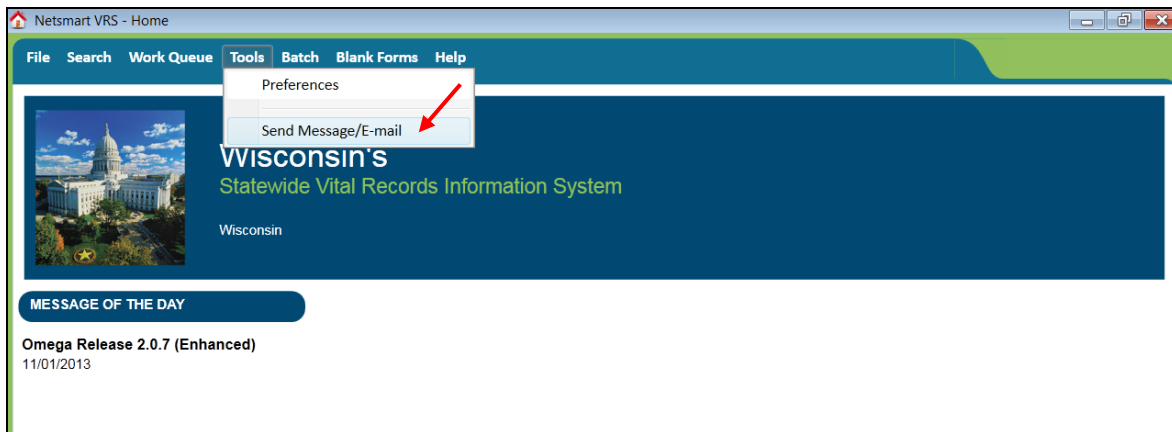 Netsmart VRS - Home
File Search Work Queue Tools Batch Blank Forms Help
Preferences
Send Message/E-mail
Wisconsin's
Statewide Vital Records Information System
Wisconsin
MESSAGE OF THE DAY
Omega Release 2.0.7 (Enhanced)
11/01/2013